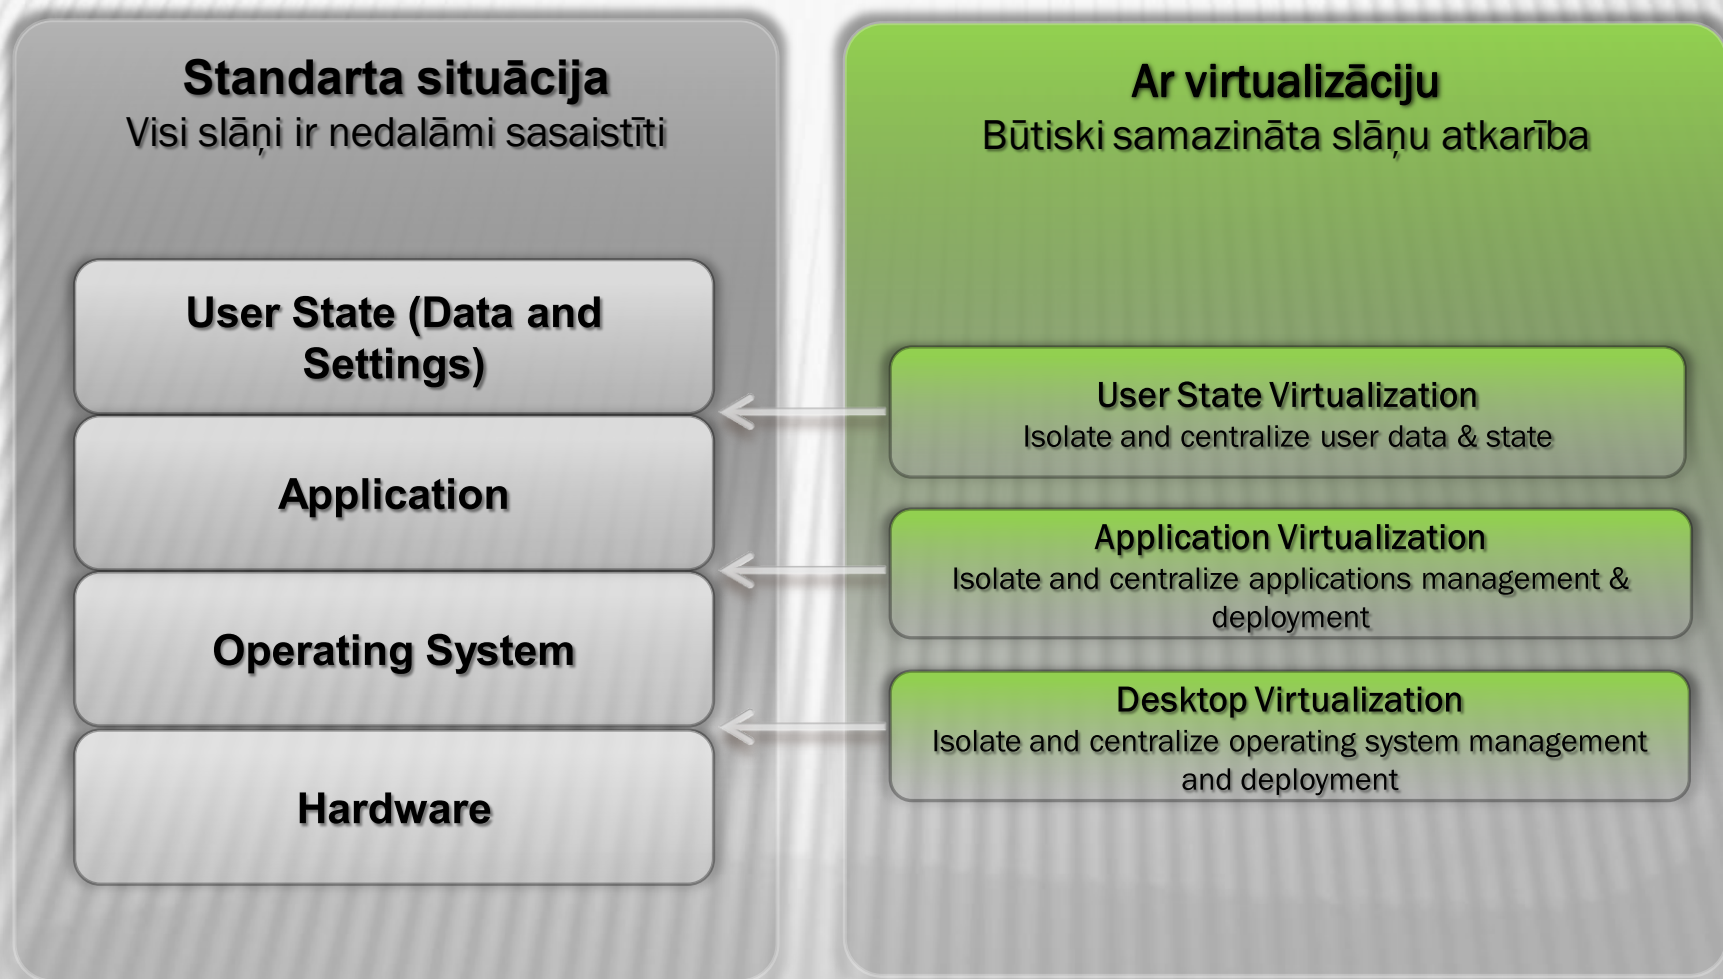 Standarta situācija
Visi slāņi ir nedalāmi sasaistīti
User State (Data and
Settings)
Application
Operating System
Hardware
Ar virtualizāciju
Būtiski samazināta slāņu atkarība
User State Virtualization
Isolate and centralize user data & state
Application Virtualization
Isolate and centralize applications management &
deployment
Desktop Virtualization
Isolate and centralize operating system management
and deployment